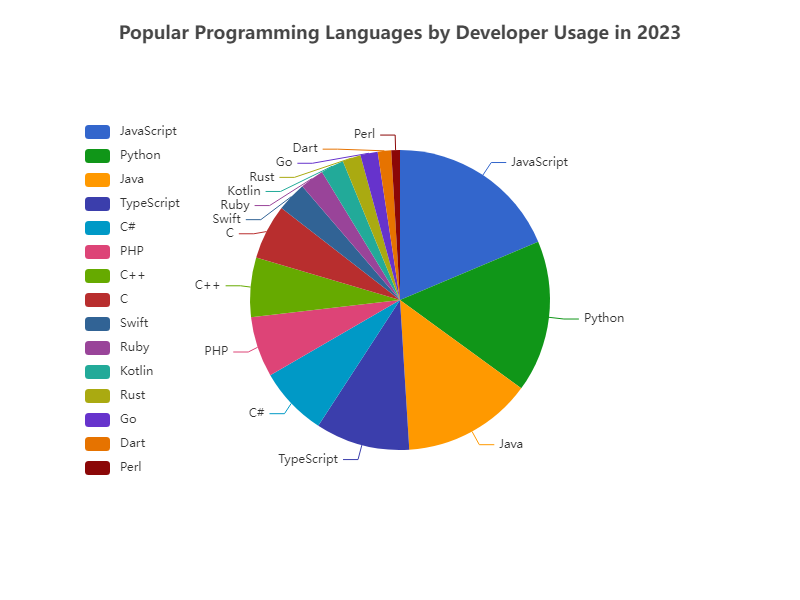 Popular Programming Languages by Developer Usage in 2023
JavaScript
Python
Java
TypeScript
C#
PHP
C++
C
Swift
Ruby
Kotlin
Rust
Go
Dart
Perl
Perl
Dart
Go
Rust
Kotlin
Ruby
Swift
C
C++
PHP
C#
TypeScript
JavaScript
Python
Java